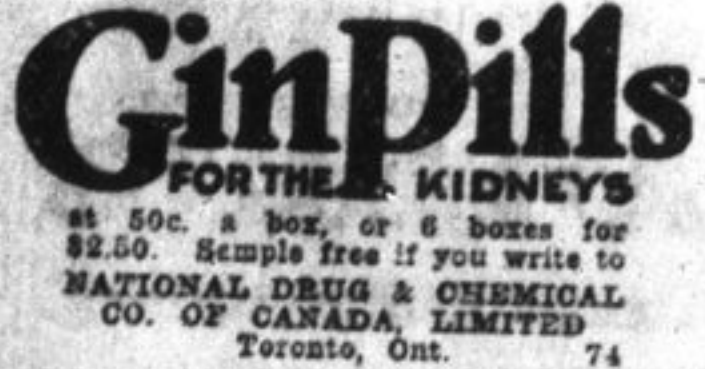 GinPills
FOR THE KIDNEYS
at 50c. a box, or 6 boxes for
$2.50. Sample free if you write to
NATIONAL DRUG & CHEMICAL
CO. OF CANADA, LIMITED
Toronto, Ont. 74